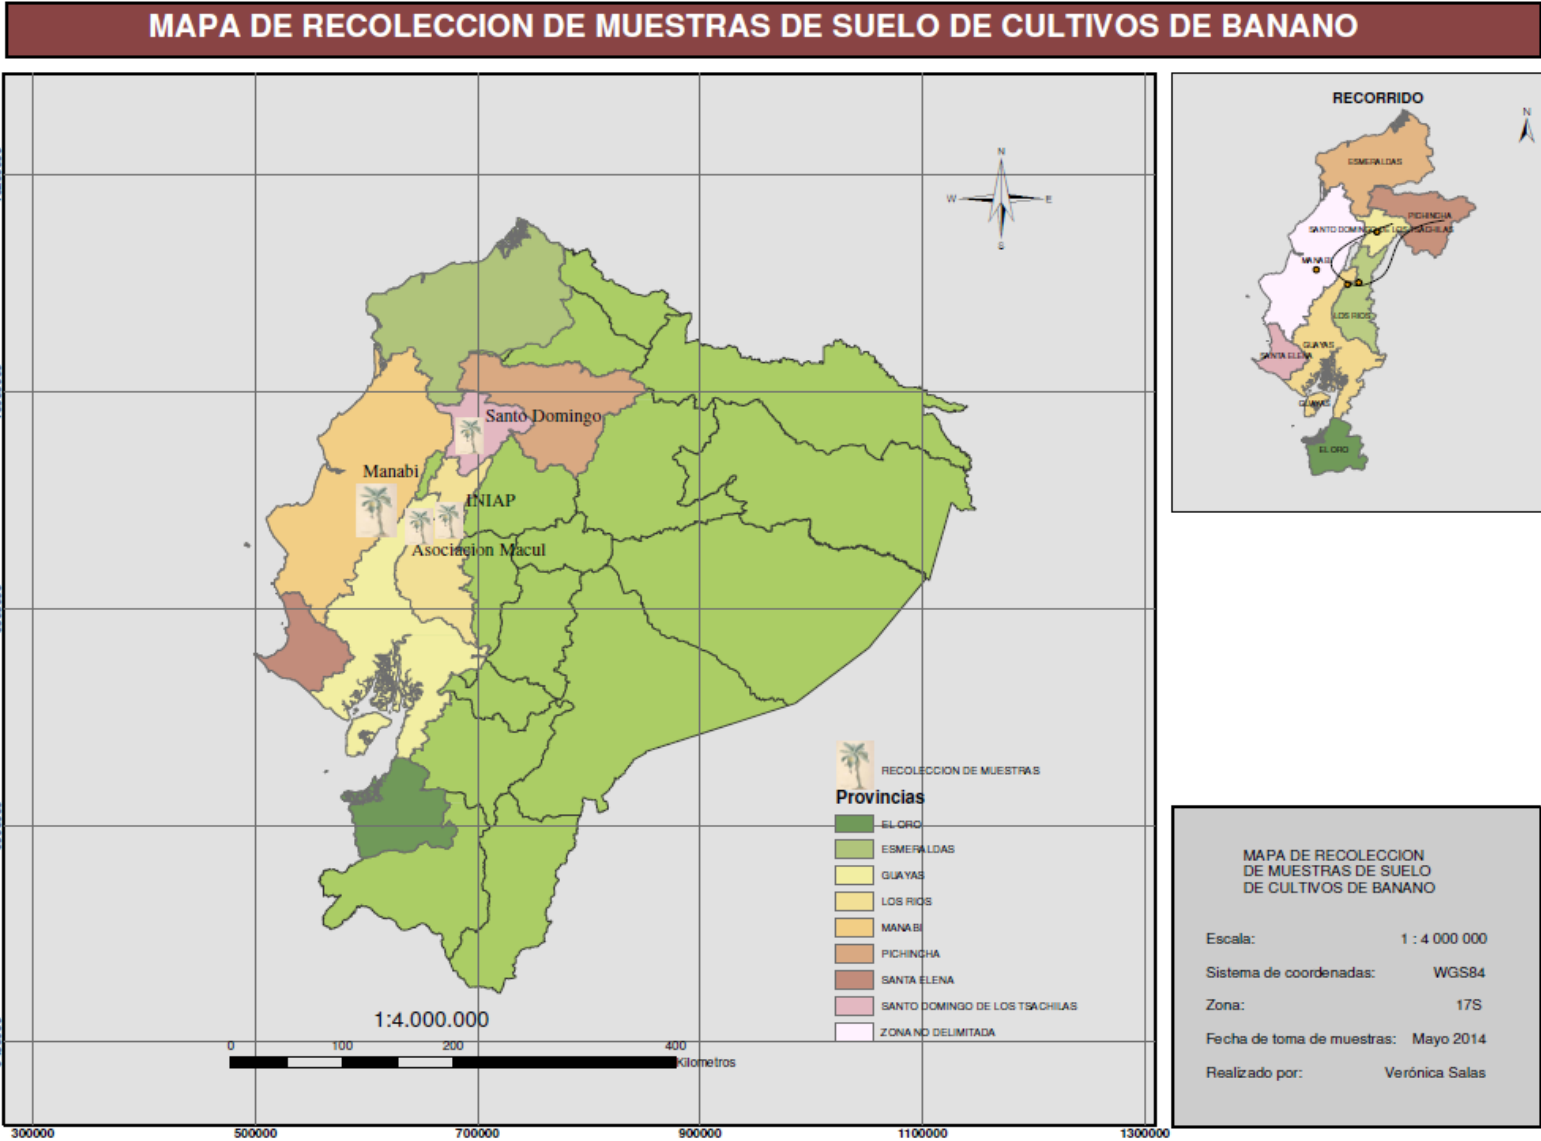 MAPA DE RECOLECCION DE MUESTRAS DE SUELO DE CULTIVOS DE BANANO
N
W
E
S
Santo Domingo
Manabi
INIAP
Asociacion Macul
RECOLECCION DE MUESTRAS
Provincias
EL ORO
ESMERALDAS
GUAYAS
LOS RIOS
MANABI
PICHINCHA
SANTA ELENA
SANTO DOMINGO DE LOS TSACHILAS
ZONA NO DELIMITADA
1:4.000.000
0 100 200 400
Kilometros
300000 500000 700000 900000 1100000 1300000
RECORRIDO
N
ESMERALDAS
PICHINCHA
SANTO DOMINGO DE LOS TSACHILAS
MANABI
LOS RIOS
GUAYAS
SANTA ELENA
GUAYAS
EL ORO
MAPA DE RECOLECCION
DE MUESTRAS DE SUELO
DE CULTIVOS DE BANANO
Escala: 1 : 4 000 000
Sistema de coordenadas: WGS84
Zona: 17S
Fecha de toma de muestras: Mayo 2014
Realizado por: Verónica Salas